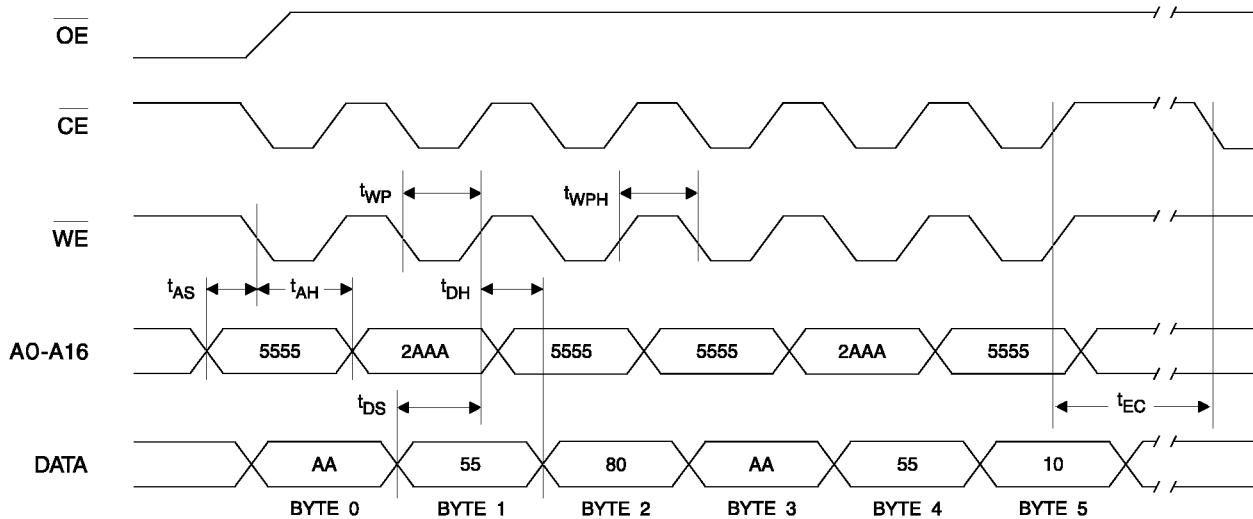 OE
CE
tWP
tWPH
WE
tAS
tAH
tDH
A0-A16
5555
2AAA
5555
5555
2AAA
5555
tDS
tEC
DATA
AA
55
80
AA
55
10
BYTE 0
BYTE 1
BYTE 2
BYTE 3
BYTE 4
BYTE 5